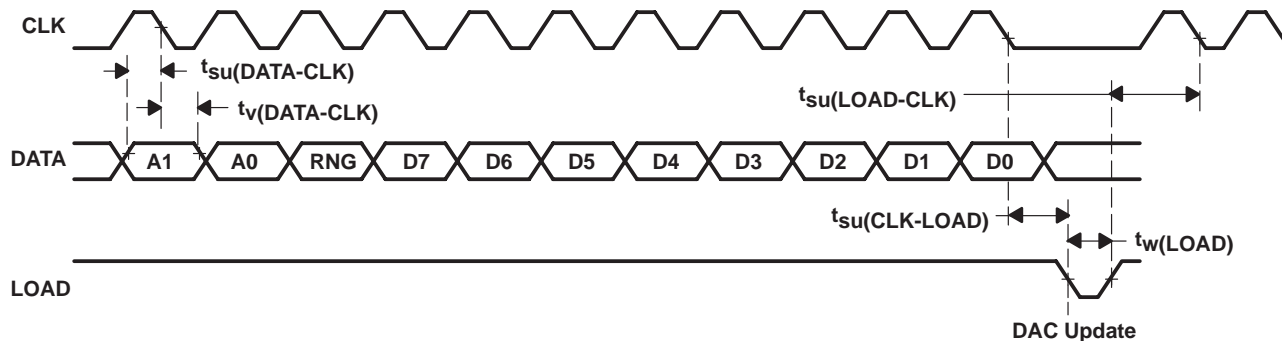 CLK
tsu(DATA-CLK)
tv(DATA-CLK)
tsu(LOAD-CLK)
DATA A1 A0 RNG D7 D6 D5 D4 D3 D2 D1 D0
tsu(CLK-LOAD)
tw(LOAD)
LOAD
DAC Update